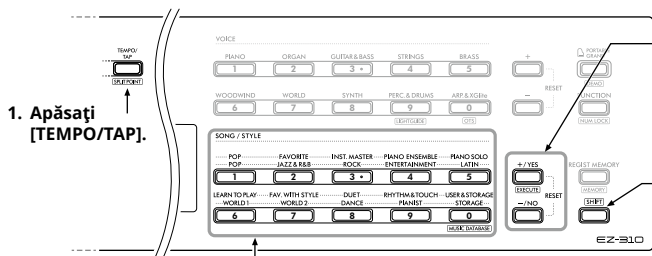 VOICE
TEMPO/
TAP
SPLIT POINT
1. Apăsați
[TEMPO/TAP].
PIANO ORGAN GUITAR & BASS STRINGS BRASS
1 2 3 4 5
+
RESET
PORTABLE
GRAND
DEMO
WOODWIND WORLD SYNTH PERC. & DRUMS ARP. & XGlite
6 7 8 9 0
LIGHTGUIDE OTS
−
FUNCTION
NUM LOCK
SONG / STYLE
POP FAVORITE INST. MASTER PIANO ENSEMBLE PIANO SOLO
POP JAZZ & R&B ROCK ENTERTAINMENT LATIN
1 2 3 4 5
+ / YES
EXECUTE
RESET
REGIST MEMORY
MEMORY
LEARN TO PLAY FAV. WITH STYLE DUET RHYTHM & TOUCH USER & STORAGE
WORLD 1 WORLD 2 DANCE PIANIST STORAGE
6 7 8 9 0
MUSIC DATABASE
− / NO
SHIFT
EZ-310